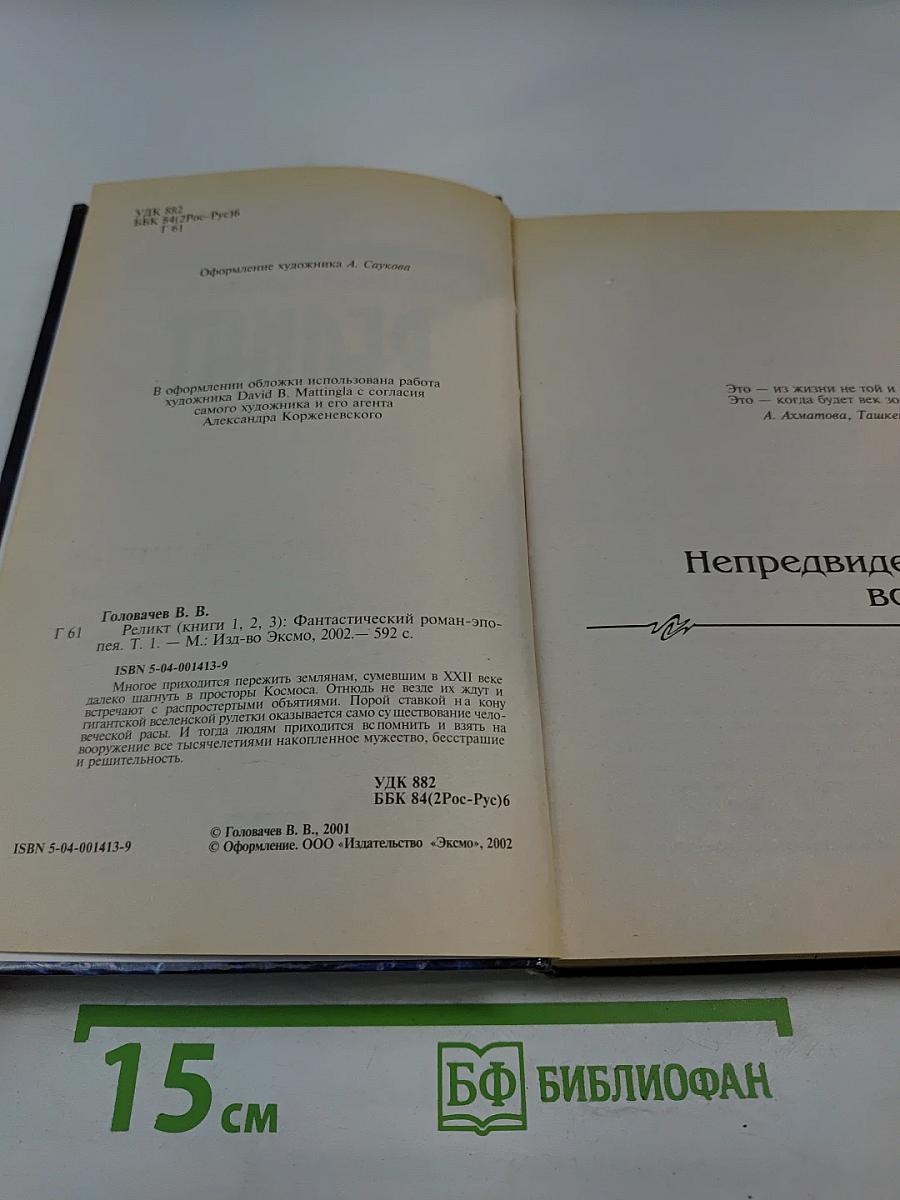 УДК 882
ББК 84(2Рос-Рус)6
Г 61
Оформление художника А. Саукова
В оформлении обложки использована работа
художника David B. Mattingla с согласия
самого художника и его агента
Александра Корженевского
Головачев В. В.
Г 61 Реликт (книги 1, 2, 3): Фантастический роман-эпо-
пея. Т. 1. — М.: Изд-во Эксмо, 2002.— 592 с.
ISBN 5-04-001413-9
Многое приходится пережить землянам, сумевшим в XXII веке
далеко шагнуть в просторы Космоса. Отнюдь не везде их ждут и
встречают с распростертыми объятиями. Порой ставкой на кону
гигантской вселенской рулетки оказывается само существование чело-
веческой расы. И тогда людям приходится вспомнить и взять на
вооружение все тысячелетиями накопленное мужество, бесстрашие
и решительность.
УДК 882
ББК 84(2Рос-Рус)6
© Головачев В. В., 2001
ISBN 5-04-001413-9 © Оформление. ООО «Издательство «Эксмо», 2002
Это — из жизни не той и
Это — когда будет век зо
А. Ахматова, Ташке
Непредвиде
вс
15 см
БФ БИБЛИОФАН